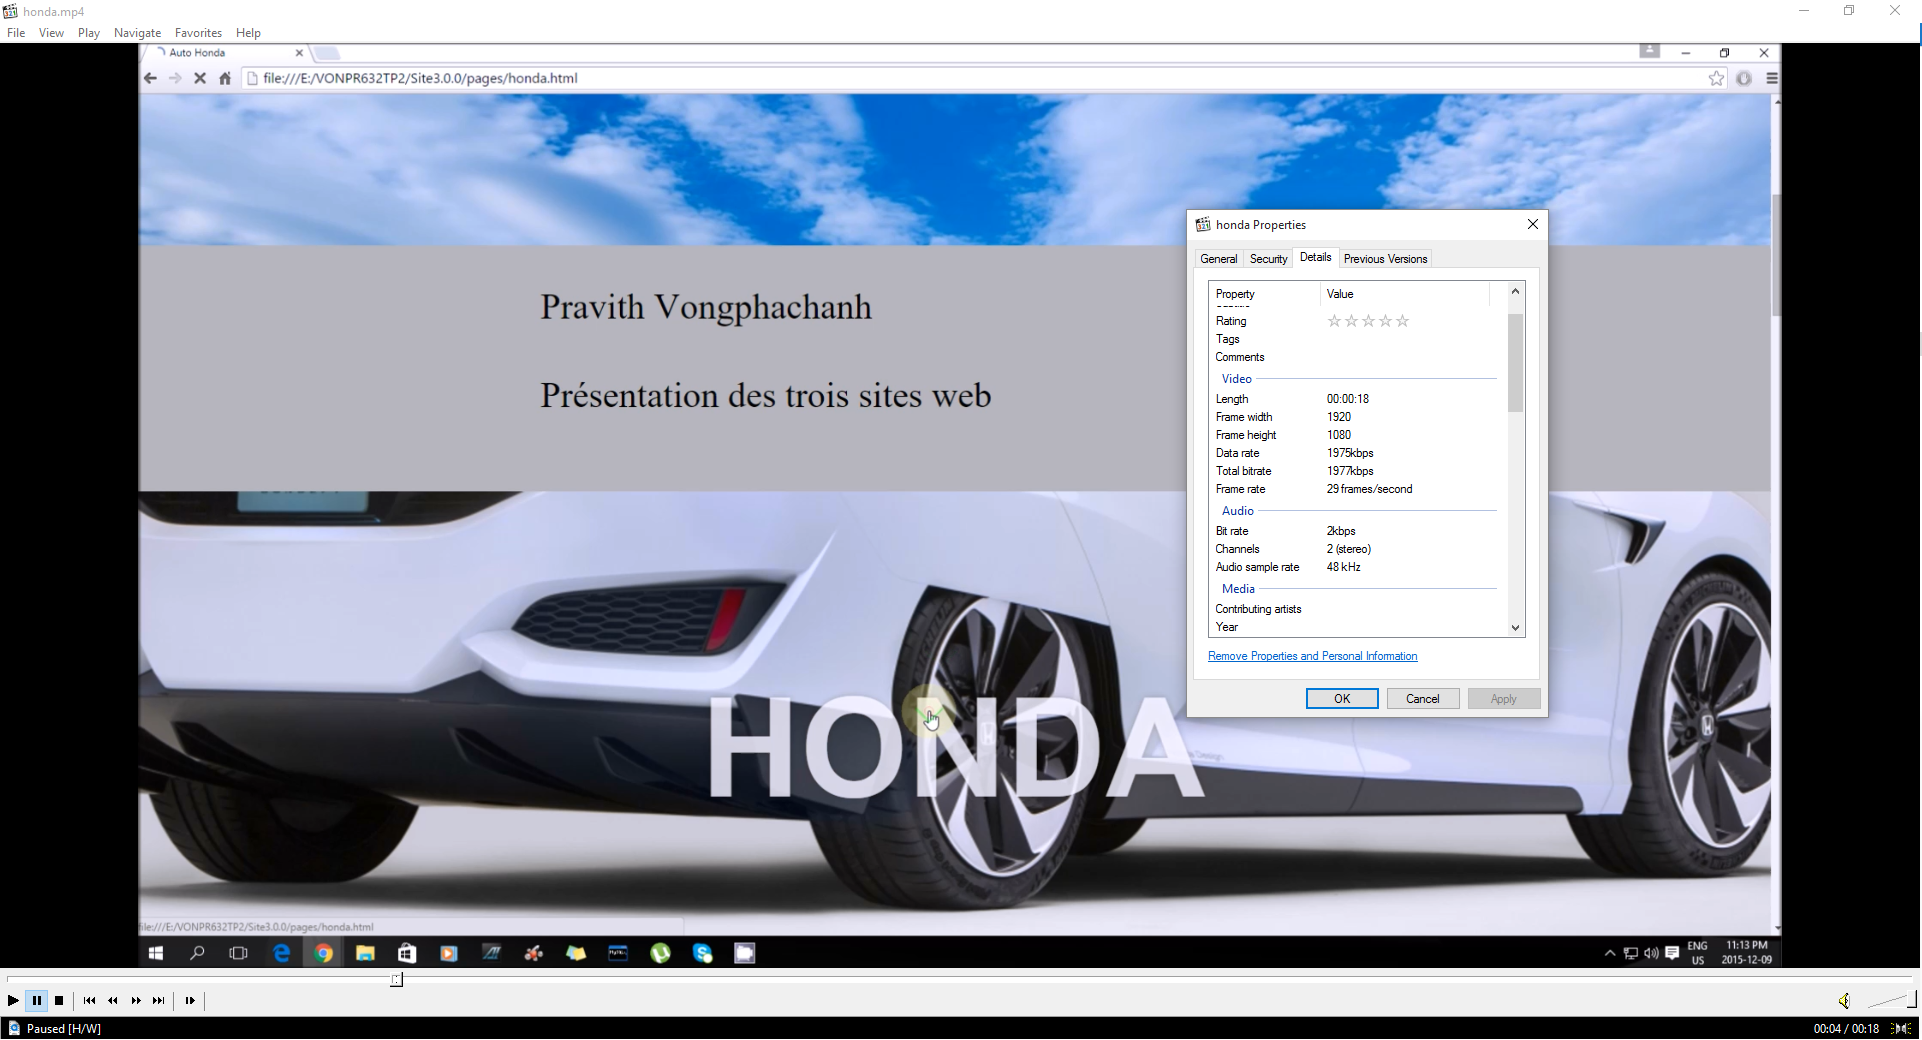 honda.mp4
File View Play Navigate Favorites Help
Auto Honda
file:///E:/VONPR632TP2/Site3.0.0/pages/honda.html
Pravith Vongphachanh
Présentation des trois sites web
HONDA
honda Properties
General Security Details Previous Versions
Property Value
Rating
Tags
Comments
Video
Length 00:00:18
Frame width 1920
Frame height 1080
Data rate 1975kbps
Total bitrate 1977kbps
Frame rate 29 frames/second
Audio
Bit rate 2kbps
Channels 2 (stereo)
Audio sample rate 48 kHz
Media
Contributing artists
Year
Remove Properties and Personal Information
OK Cancel Apply
file:///E:/VONPR632TP2/Site3.0.0/pages/honda.html
ENG 11:13 PM
US 2015-12-09
Paused [H/W] 00:04 / 00:18